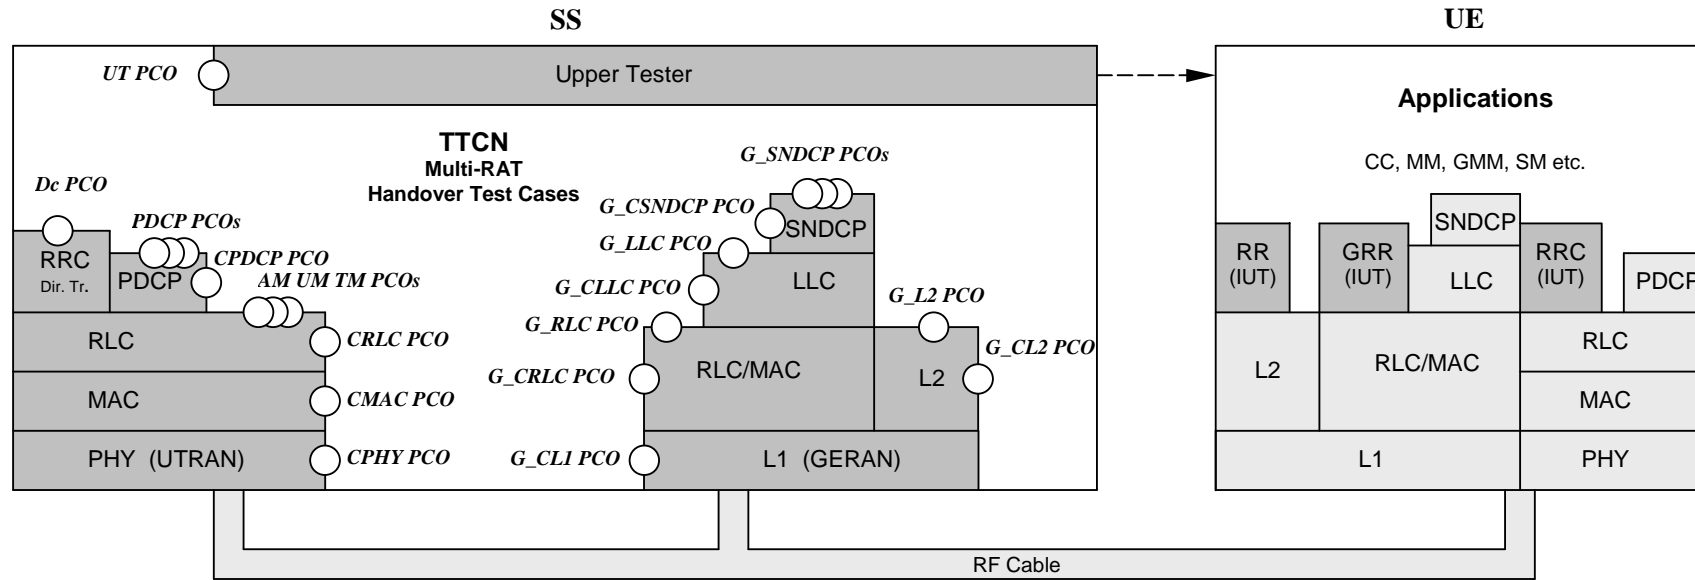 SS
UE
UT PCO
Upper Tester
Applications
TTCN
Multi-RAT
Handover Test Cases
G_SNDCP PCOs
CC, MM, GMM, SM etc.
Dc PCO
PDCP PCOs
G_CSNDCP PCO
SNDCP
SNDCP
RRC
Dir. Tr.
PDCP
CPDCP PCO
AM UM TM PCOs
G_LLC PCO
G_CLLC PCO
LLC
G_L2 PCO
RR
(IUT)
GRR
(IUT)
LLC
RRC
(IUT)
PDCP
RLC
CRLC PCO
G_RLC PCO
G_CRLC PCO
RLC/MAC
L2
G_CL2 PCO
L2
RLC/MAC
RLC
MAC
CMAC PCO
MAC
PHY (UTRAN)
CPHY PCO
G_CL1 PCO
L1 (GERAN)
L1
PHY
RF Cable